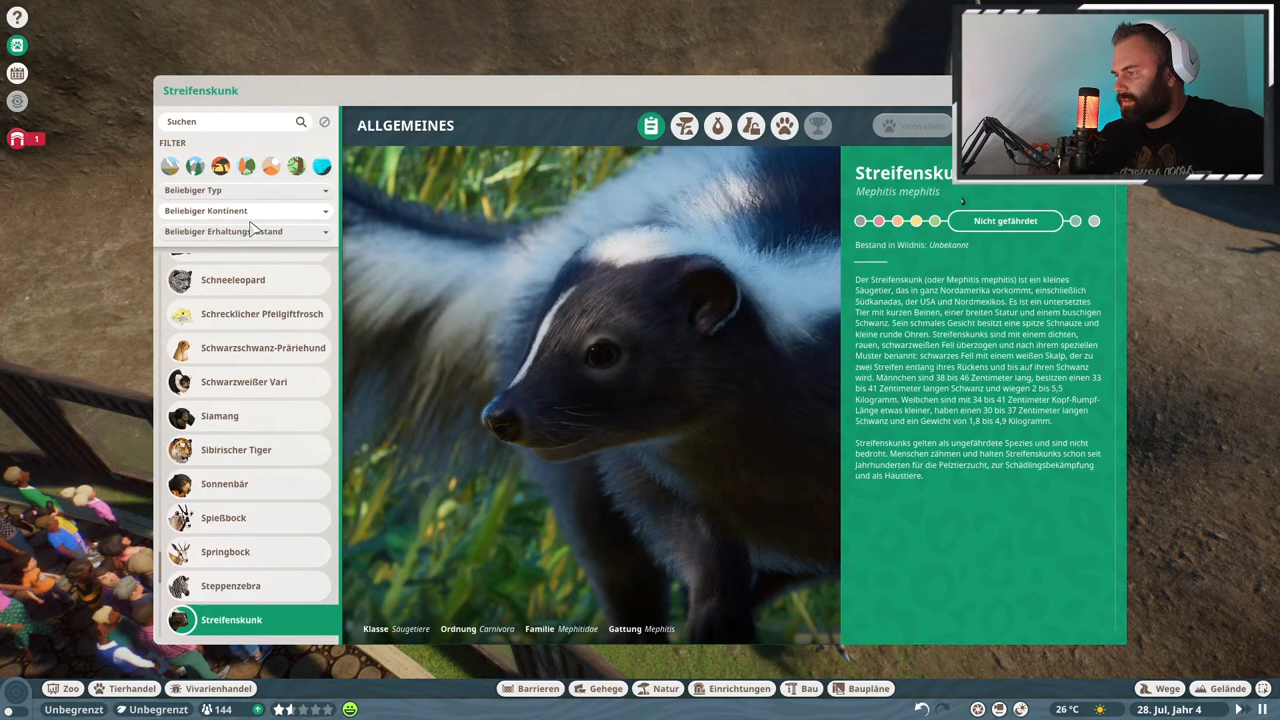 ?
1
Streifenskunk
Suchen
FILTER
Beliebiger Typ
Beliebiger Kontinent
Schneeleopard
Schrecklicher Pfeilgiftfrosch
Schwarzschwanz-Präriehund
Schwarzweißer Vari
Siamang
Sibirischer Tiger
Sonnenbär
Spießbock
Springbock
Steppenzebra
Streifenskunk
ALLGEMEINES
Verwalten
Klasse Säugetiere Ordnung Carnivora Familie Mephitidae Gattung Mephitis
Mephitis mephitis
Nicht gefährdet
Bestand in Wildnis: Unbekannt
Der Streifenskunk (oder Mephitis mephitis) ist ein kleines
Säugetier, das in ganz Nordamerika vorkommt, einschließlich
Südkanadas, der USA und Nordmexikos. Es ist ein untersetztes
Tier mit kurzen Beinen, einer breiten Statur und einem buschigen
Schwanz. Sein schmales Gesicht besitzt eine spitze Schnauze und
kleine runde Ohren. Streifenskunks sind mit einem dichten,
rauen, schwarzweißen Fell überzogen und nach ihrem speziellen
Muster benannt: schwarzes Fell mit einem weißen Skalp, der zu
zwei Streifen entlang ihres Rückens und bis auf ihren Schwanz
wird. Männchen sind 38 bis 46 Zentimeter lang, besitzen einen 33
bis 41 Zentimeter langen Schwanz und wiegen 2 bis 5,5
Kilogramm. Weibchen sind mit 34 bis 41 Zentimeter Kopf-Rumpf-
Länge etwas kleiner, haben einen 30 bis 37 Zentimeter langen
Schwanz und ein Gewicht von 1,8 bis 4,9 Kilogramm.
Streifenskunks gelten als ungefährdete Spezies und sind nicht
bedroht. Menschen zähmen und halten Streifenskunks schon seit
Jahrhunderten für die Pelztierzucht, zur Schädlingsbekämpfung
und als Haustiere.
Zoo Tierhandel Vivarienhandel Barrieren Gehege Natur Einrichtungen Bau Baupläne Wege Gelände
Unbegrenzt Unbegrenzt 144 26 °C 28. Jul, Jahr 4